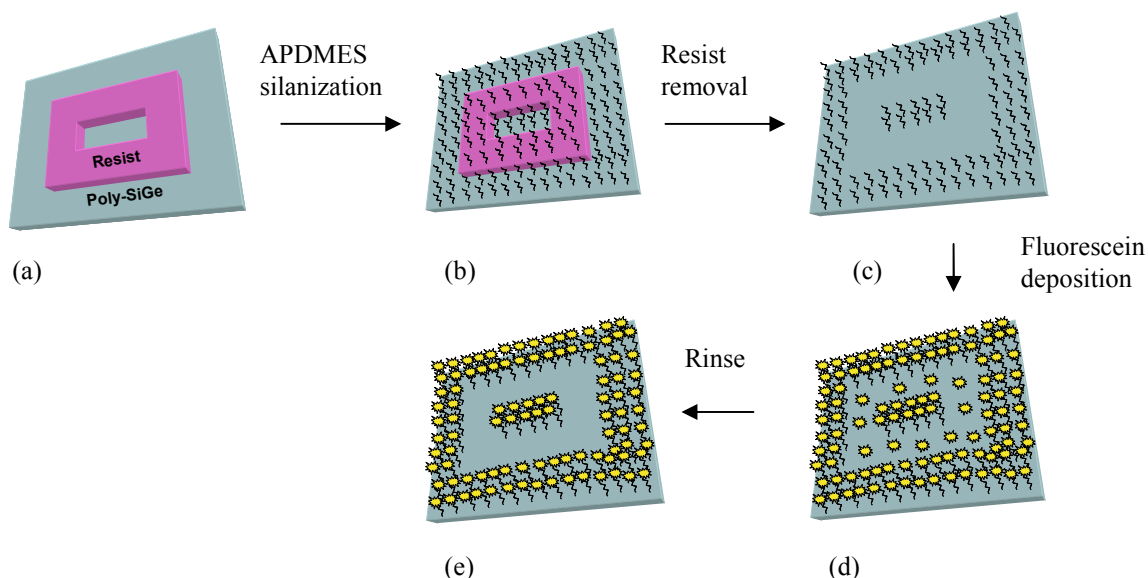 APDMES
silanization
Resist
removal
Resist
Poly-SiGe
(a)
(b)
(c)
Fluorescein
deposition
Rinse
(e)
(d)